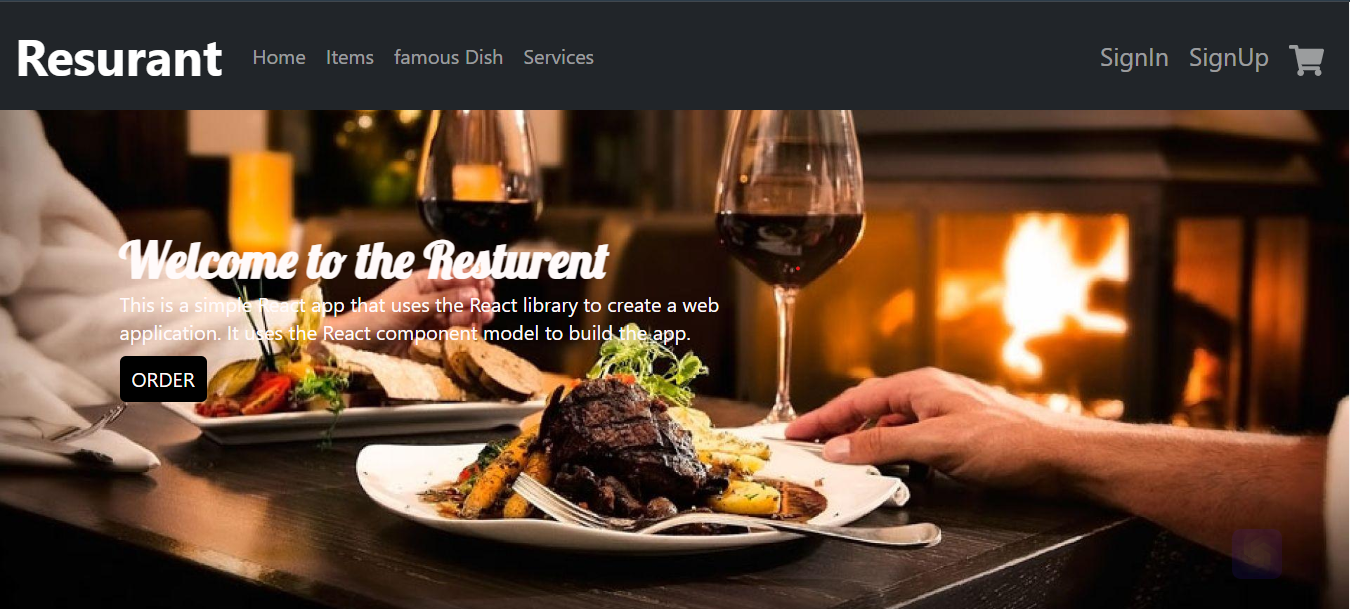 Resurant Home Items famous Dish Services SignIn SignUp
Welcome to the Resturent
This is a simple React app that uses the React library to create a web
application. It uses the React component model to build the app.
ORDER